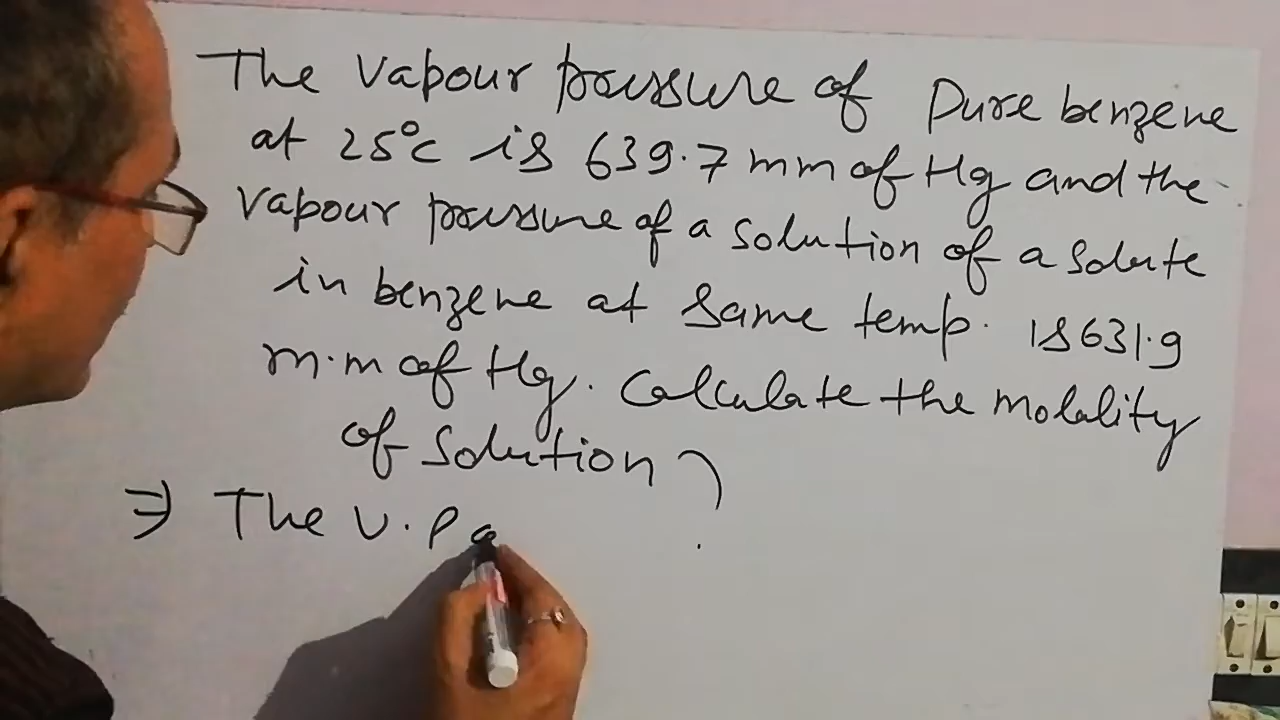 The vapour pressure of Pure benzene
at 25°c is 639.7 mm of Hg and the
vapour pressure of a solution of a solute
in benzene at same temp. is 631.9
m.m of Hg. Calculate the molality
of solution ?
⇒ The V.P o